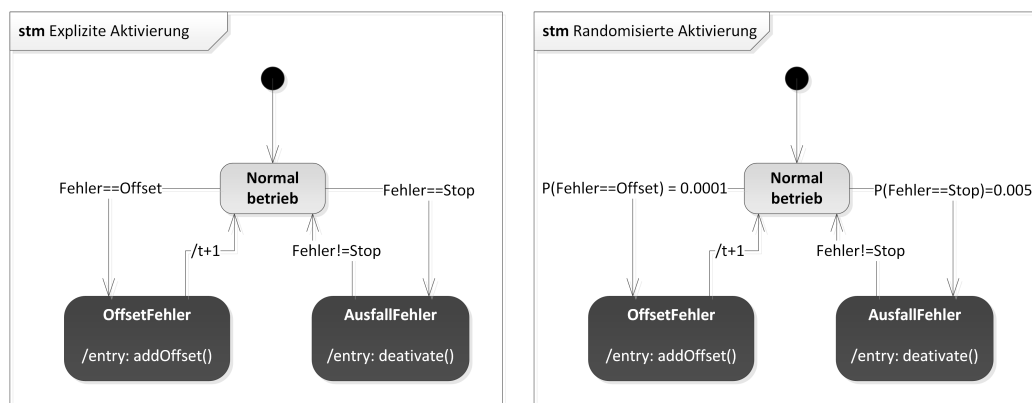 stm Explizite Aktivierung
Normal
betrieb
Fehler==Offset
Fehler==Stop
/t+1
Fehler!=Stop
OffsetFehler
/entry: addOffset()
AusfallFehler
/entry: deativate()
stm Randomisierte Aktivierung
Normal
betrieb
P(Fehler==Offset) = 0.0001
P(Fehler==Stop)=0.005
/t+1
Fehler!=Stop
OffsetFehler
/entry: addOffset()
AusfallFehler
/entry: deativate()